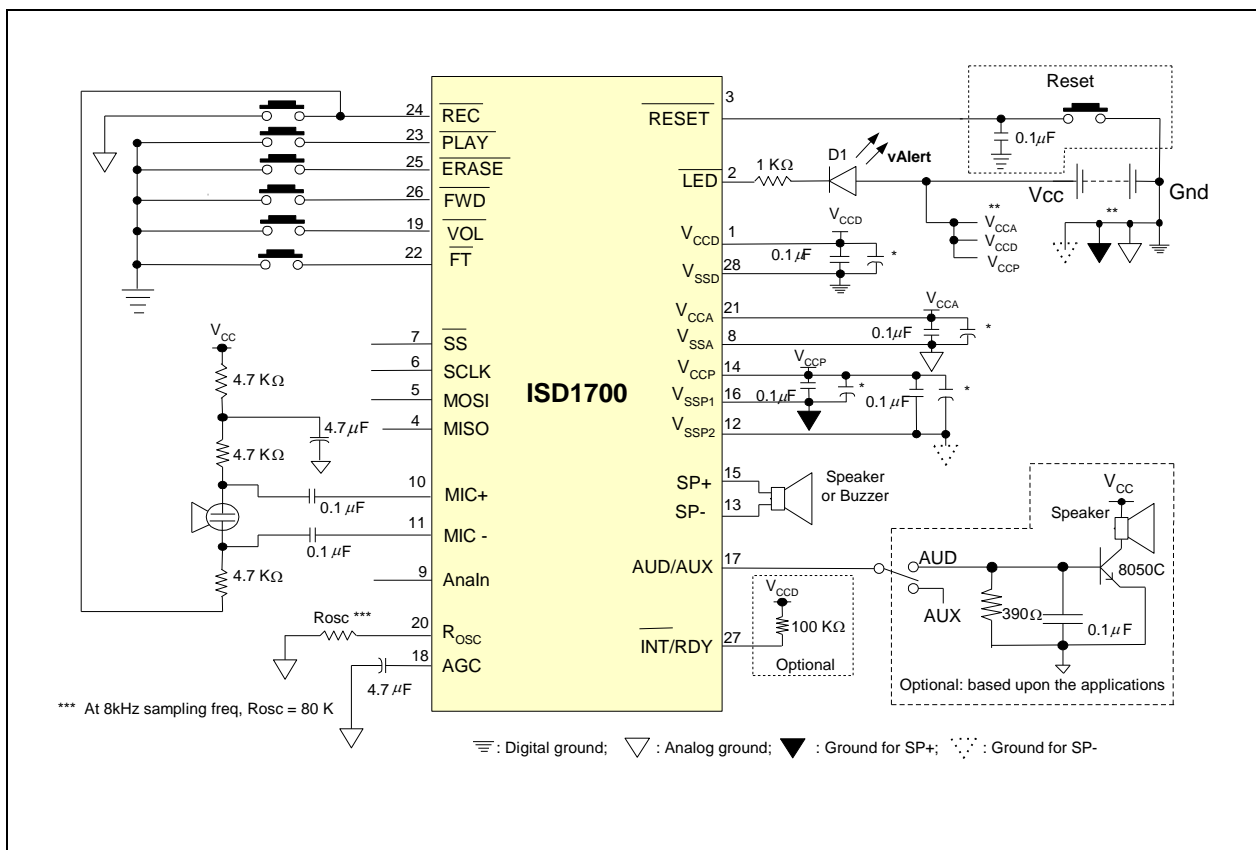 Reset
3
24
REC
RESET
23
PLAY
0.1μF
25
ERASE
1 KΩ
D1
vAlert
2
LED
26
FWD
Vcc
Gnd
19
VOL
22
FT
**
VCCA
VCCD
VCCP
**
VCCD
1
VCCD
0.1μF
*
28
VSSD
21
VCCA
VCCA
0.1μF
*
8
VSSA
14
VCCP
VCCP
0.1μF
*
0.1μF
*
16
VSSP1
12
VSSP2
ISD1700
VCC
4.7 KΩ
4.7 μF
4.7 KΩ
7
SS
6
SCLK
5
MOSI
4
MISO
10
MIC+
0.1 μF
11
MIC -
0.1 μF
4.7 KΩ
9
AnaIn
Rosc ***
20
ROSC
18
AGC
4.7 μF
15
SP+
13
SP-
Speaker
or Buzzer
17
AUD/AUX
AUD
AUX
VCC
Speaker
8050C
390Ω
0.1μF
Optional: based upon the applications
VCCD
100 KΩ
27
INT/RDY
Optional
*** At 8kHz sampling freq, Rosc = 80 K
: Digital ground; : Analog ground; : Ground for SP+; : Ground for SP-